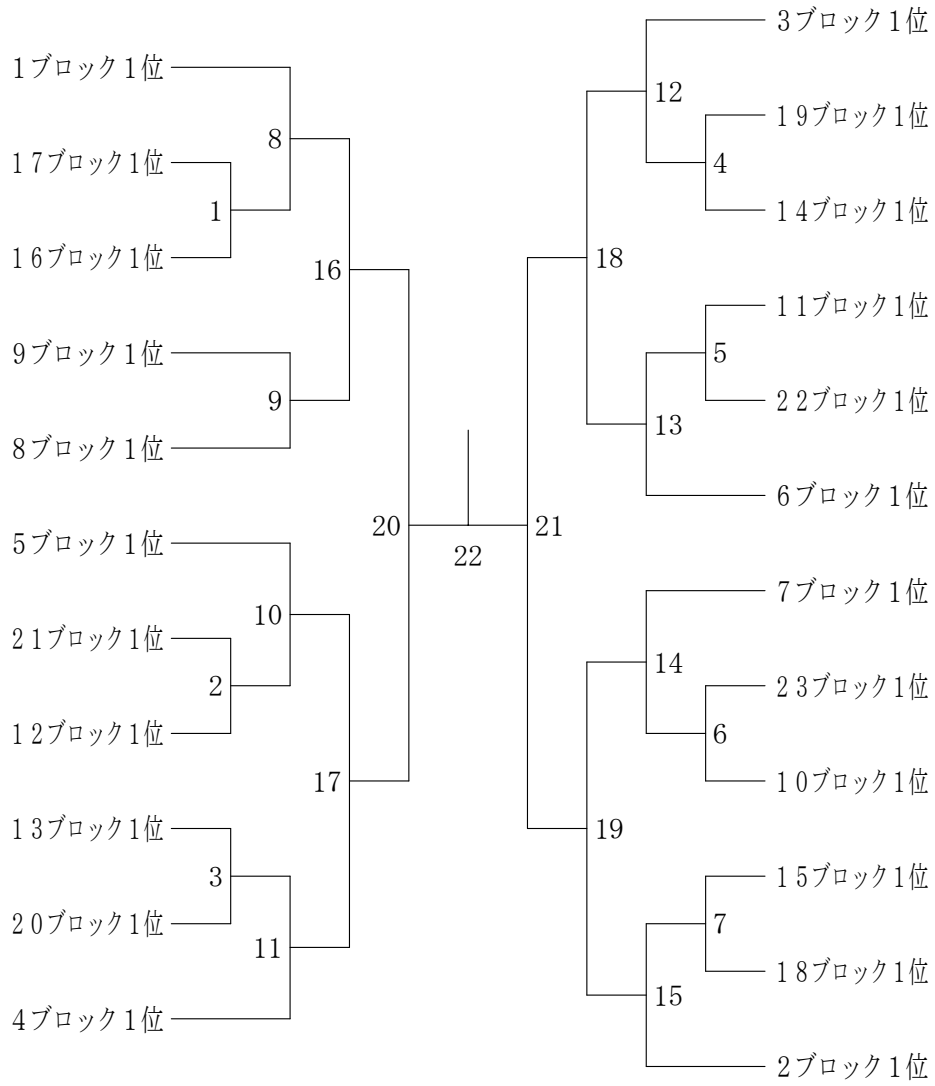 1ブロック1位
17ブロック1位
16ブロック1位
9ブロック1位
8ブロック1位
5ブロック1位
21ブロック1位
12ブロック1位
13ブロック1位
20ブロック1位
4ブロック1位
1
2
3
8
9
10
11
16
17
20
22
21
18
19
12
13
14
15
4
5
6
7
3ブロック1位
19ブロック1位
14ブロック1位
11ブロック1位
22ブロック1位
6ブロック1位
7ブロック1位
23ブロック1位
10ブロック1位
15ブロック1位
18ブロック1位
2ブロック1位